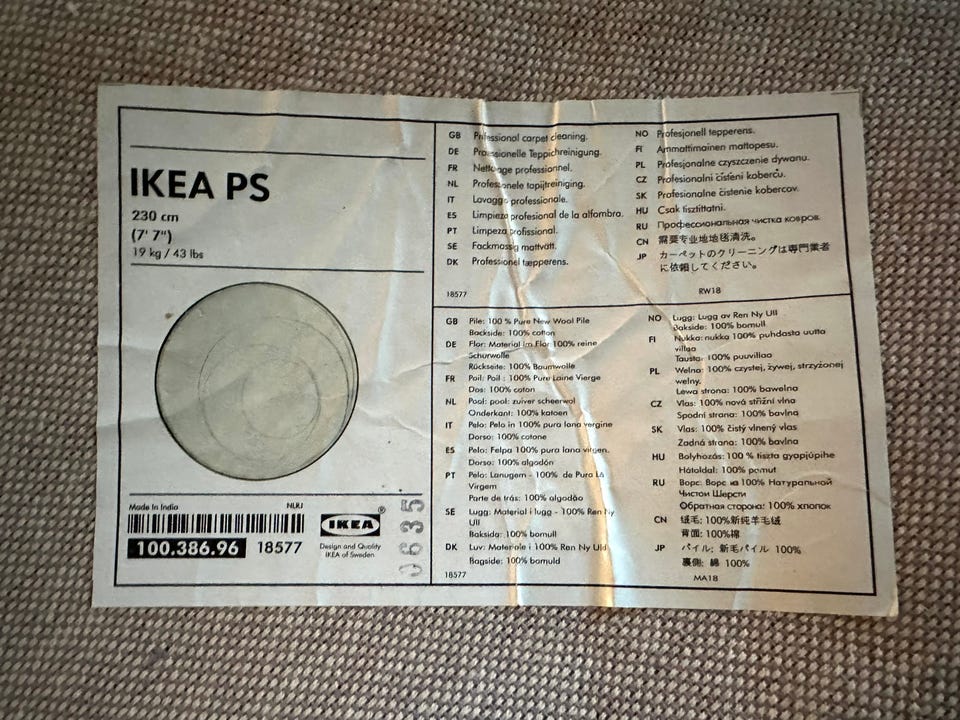 IKEA PS
230 cm
(7' 7")
19 kg / 43 lbs
Made in India
NLRJ
100.386.96
18577
IKEA®
Design and Quality
IKEA of Sweden
0635
GB Professional carpet cleaning.
DE Professionelle Teppichreinigung.
FR Nettoyage professionnel.
NL Professionele tapijtreiniging.
IT Lavaggo professionale.
ES Limpieza profesional de la alfombra.
PT Limpeza profissional.
SE Fackmassig mattvätt.
DK Professionel tæpperens.
18577
NO Profesjonell tepperens.
FI Ammattimainen mattopesu.
PL Profesjonalne czyszczenie dywanu.
CZ Profesionalní čistení kobercu.
SK Profesionalne čistenie kobercov.
HU Csak tisztíttatni.
RU Профессиональная чистка ковров.
CN 需要专业地地毯清洗。
JP カーペットのクリーニングは専門業者
に依頼してください。
RW18
GB Pile: 100 % Pure New Wool Pile
Backside: 100% cotton
DE Flor: Material im Flor 100% reine
Schurwolle
Rückseite: 100% Baumwolle
FR Poil: Poil : 100% Pure Laine Vierge
Dos: 100% coton
NL Pool: pool: zuiver scheerwol
Onderkant: 100% katoen
IT Pelo: Pelo in 100% pura lana vergine
Dorso: 100% cotone
ES Pelo: Felpa 100% pura lana virgen.
Dorso: 100% algodón
PT Pelo: Lanugem - 100% de Pura Lã
Virgem
Parte de trás: 100% algodão
SE Lugg: Material i lugg - 100% Ren Ny
Ull
Baksida: 100% bomull
DK Luv: Materiale i 100% Ren Ny Uld
Bagside: 100% bomuld
18577
NO Lugg: Lugg av Ren Ny Ull
Bakside: 100% bomull
FI Nukka: nukka 100% puhdasta uutta
villaa
Tausta: 100% puuvillaa
PL Welna: 100% czystej, żywej, strzyżonej
welny.
Lewa strona: 100% bawelna
CZ Vlas: 100% nová střižní vlna
Spodní strana: 100% bavlna
SK Vlas: 100% čistý vlnený vlas
Zadná strana: 100% bavlna
HU Bolyhozás: 100 % tiszta gyapjúpihe
Hátoldal: 100% pamut
RU Ворс: Ворс из 100% Натуральной
Чистой Шерсти
Обратная сторона: 100% хлопок
CN 绒毛: 100%新纯羊毛绒
背面: 100%棉
JP パイル: 新毛パイル 100%
裏側: 綿 100%
MA18